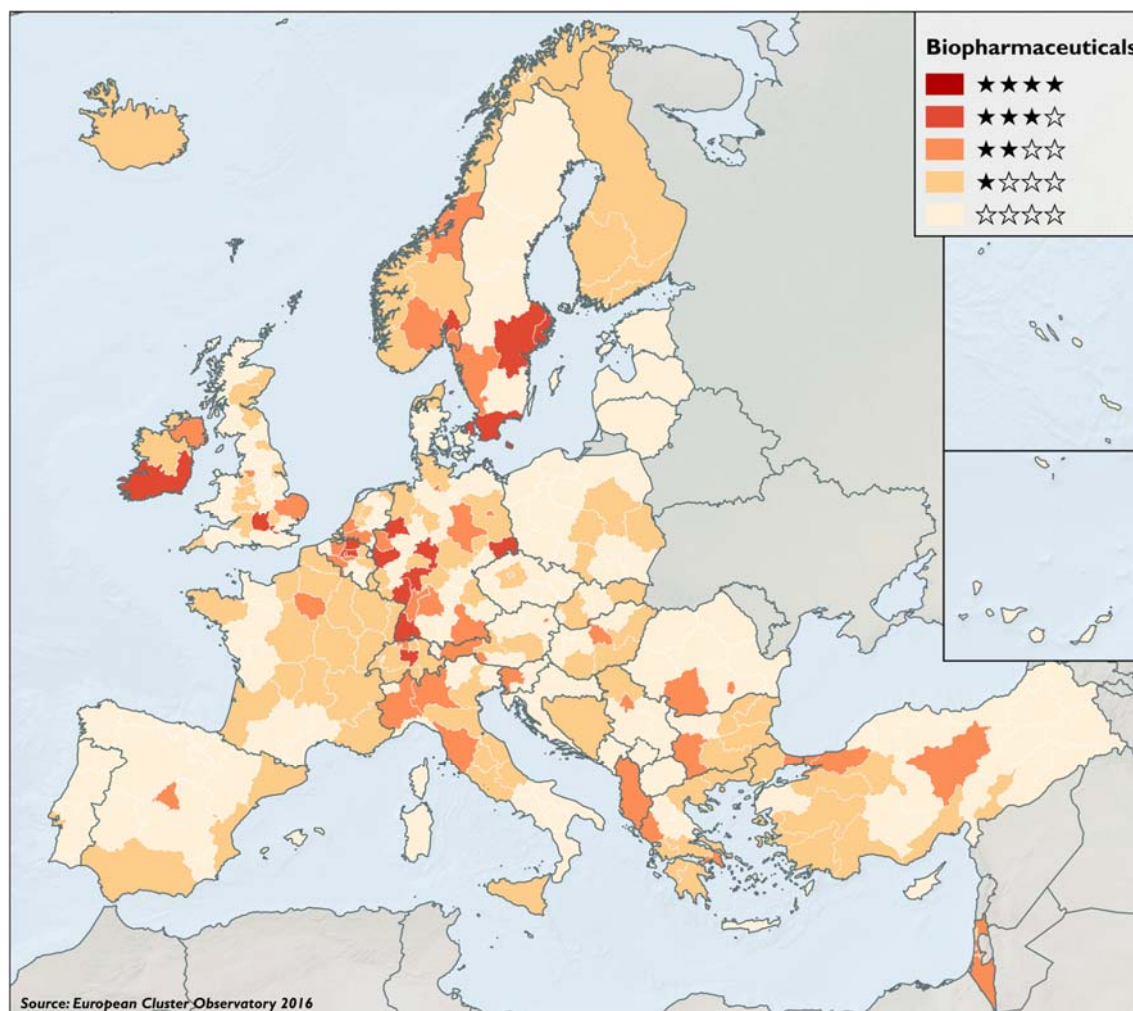 Biopharmaceuticals
★★★★
★★★☆
★★☆☆
★☆☆☆
☆☆☆☆
Source: European Cluster Observatory 2016